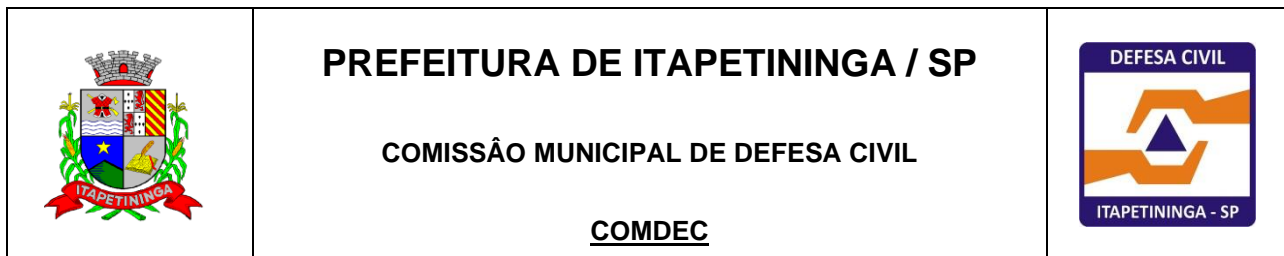 PREFEITURA DE ITAPETININGA / SP
COMISSÂO MUNICIPAL DE DEFESA CIVIL
COMDEC
ITAPETININGA
DEFESA CIVIL
ITAPETININGA - SP